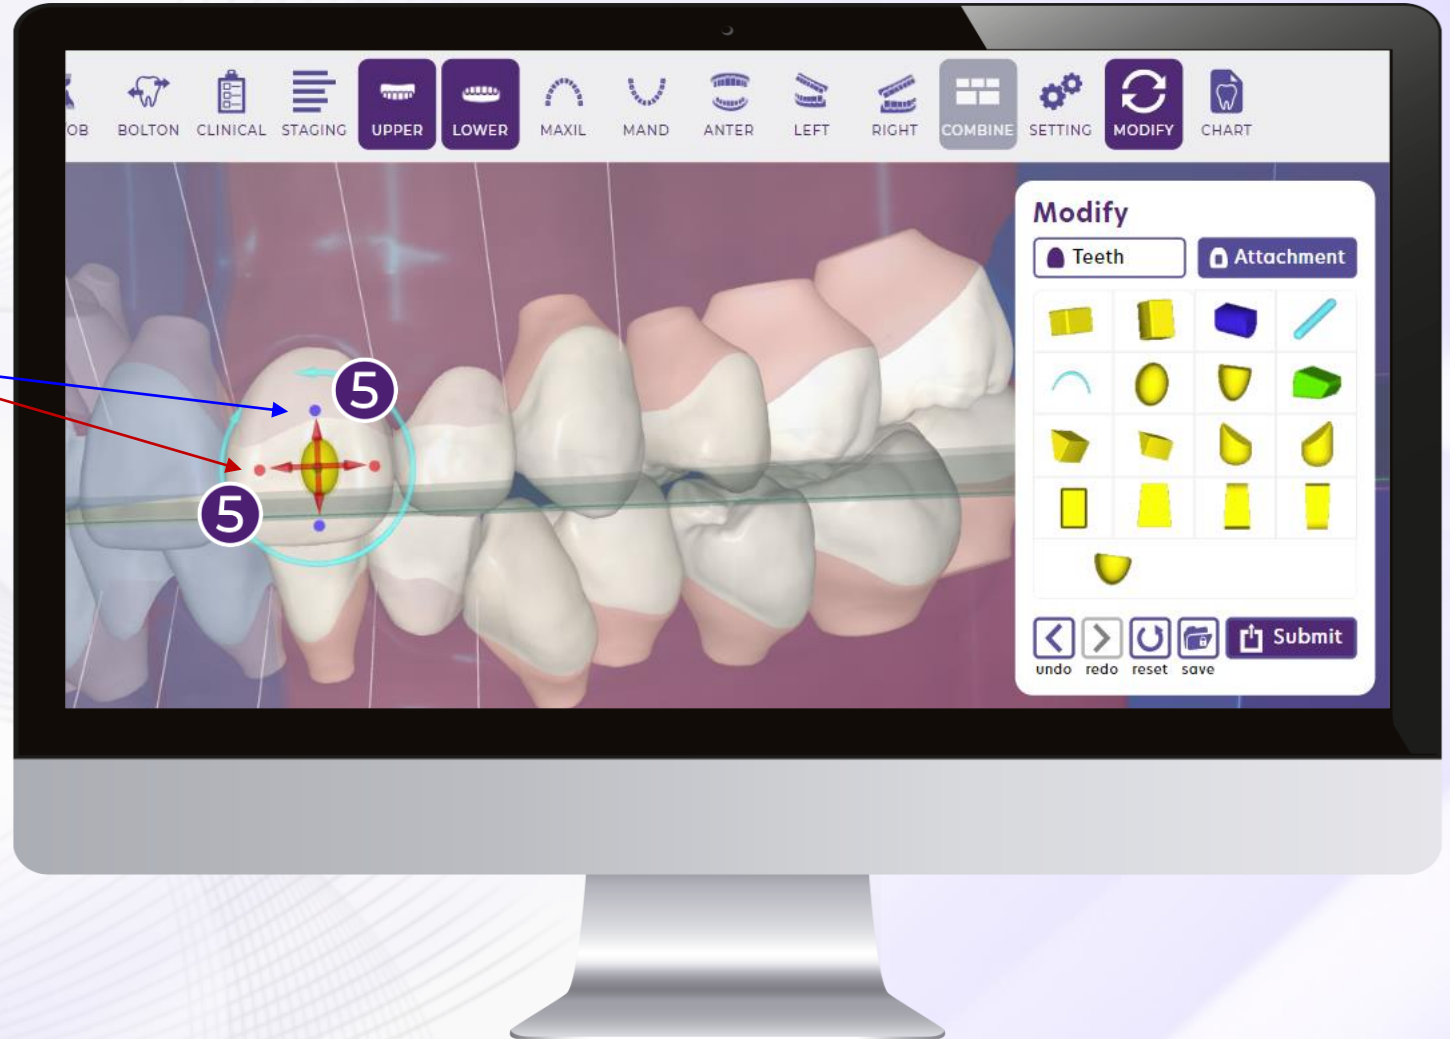 OB BOLTON CLINICAL STAGING UPPER LOWER MAXIL MAND ANTER LEFT RIGHT COMBINE SETTING MODIFY CHART
Modify
Teeth Attachment
5
5
Submit
undo redo reset save